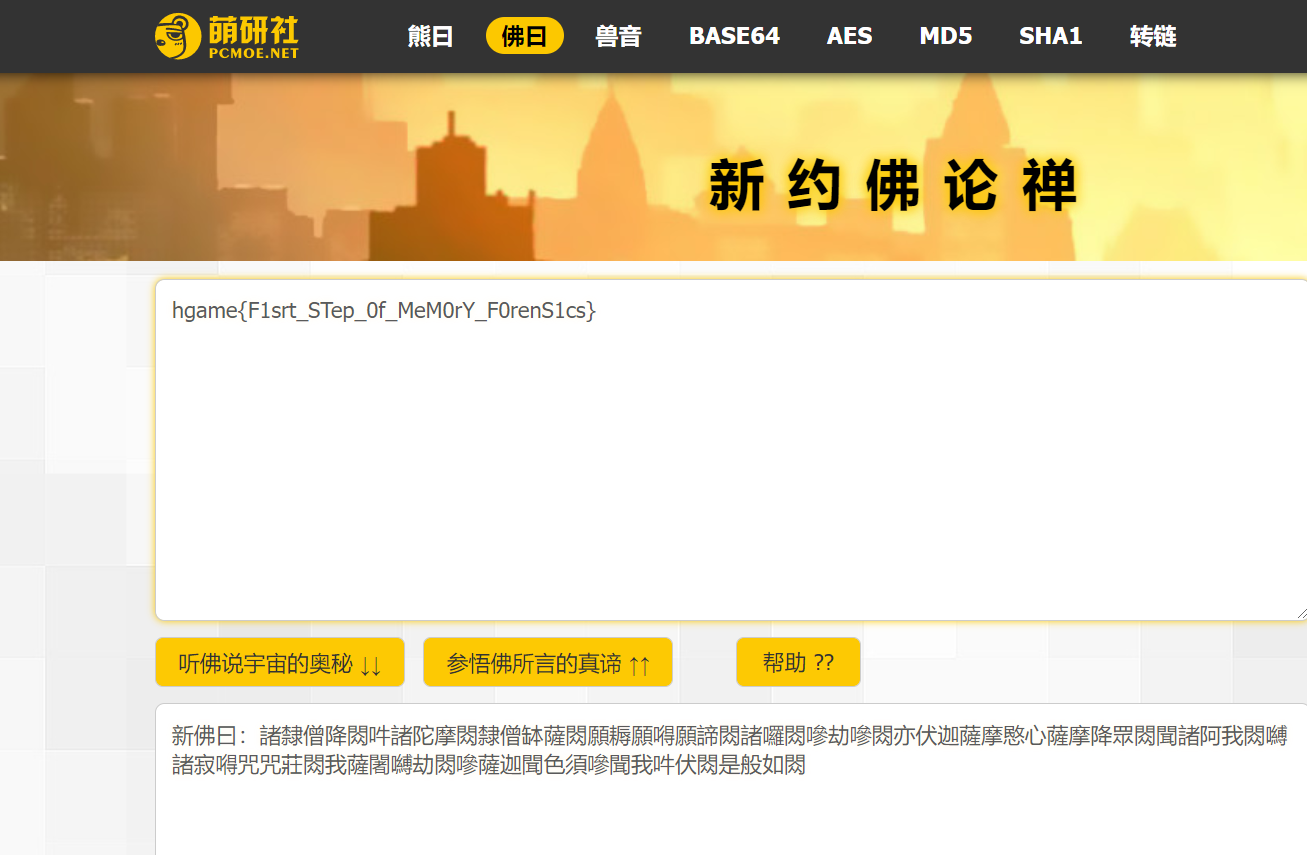 萌研社
PCMOE.NET
熊曰 佛曰 兽音 BASE64 AES MD5 SHA1 转链
新约佛论禅
hgame{F1srt_STep_0f_MeM0rY_F0renS1cs}
听佛说宇宙的奥秘 ↓↓ 参悟佛所言的真谛 ↑↑ 帮助 ??
新佛曰：諸隸僧降閦吽諸陀摩閦隸僧缽薩閦願耨願嘚願諦閦諸囉閦嘇劫嘇閦亦伏迦薩摩愍心薩摩降眾閦聞諸阿我閦嚩
諸寂嘚咒咒莊閦我薩闍嚩劫閦嘇薩迦聞色須嘇聞我吽伏閦是般如閦